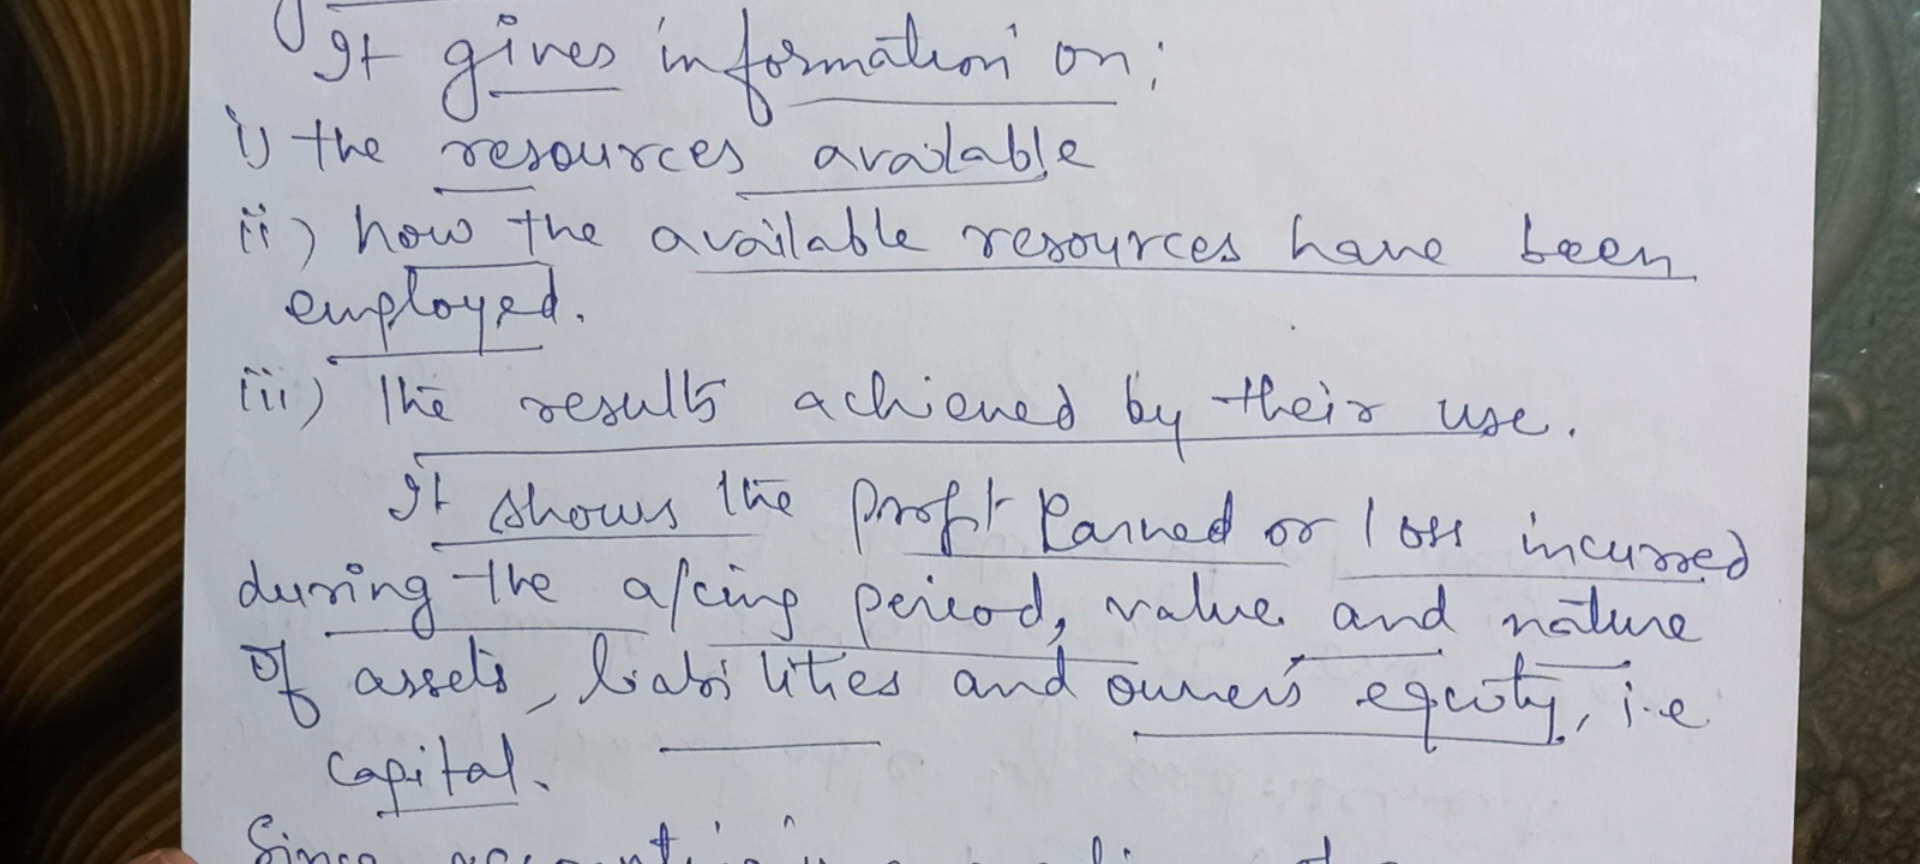 It gives information on;
i) the resources available
ii) how the available resources have been
employed.
iii) The results achieved by their use.
It shows the profit earned or loss incurred
during the a/cing period, value and nature
of assets, liabilities and owners equity, i.e
Capital.
Since